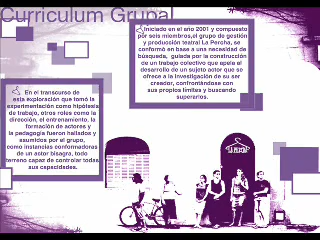 Curriculum Grupal
Iniciado en el año 2001 y compuesto
por seis miembros,el grupo de gestión
y producción teatral La Percha, se
conformó en base a una necesidad de
búsqueda, guiada por la construcción
de un trabajo colectivo que apela al
desarrollo de un sujeto actor que se
ofrece a la investigación de su ser
creador, confrontándose con
sus propios límites y buscando
superarlos.
En el transcurso de
esta exploración que tomó la
experimentación como hipótesis
de trabajo, otros roles como la
dirección, el entrenamiento, la
formación de actores y
la pedagogía fueron hallados y
asumidos por el grupo,
como instancias conformadoras
de un actor bisagra, todo
terreno capaz de controlar todas
sus capacidades.